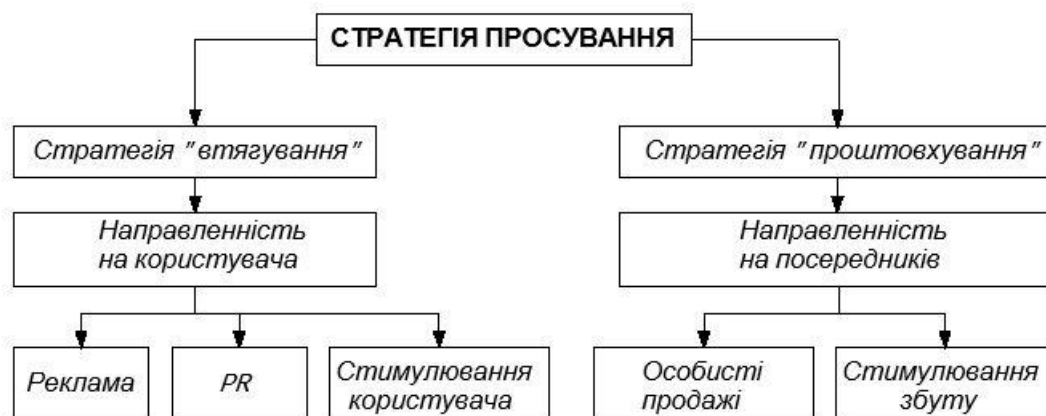 СТРАТЕГІЯ ПРОСУВАННЯ
Стратегія "втягування"
Стратегія "проштовхування"
Направленність
на користувача
Направленність
на посередників
Реклама
PR
Стимулювання
користувача
Особисті
продажі
Стимулювання
збуту